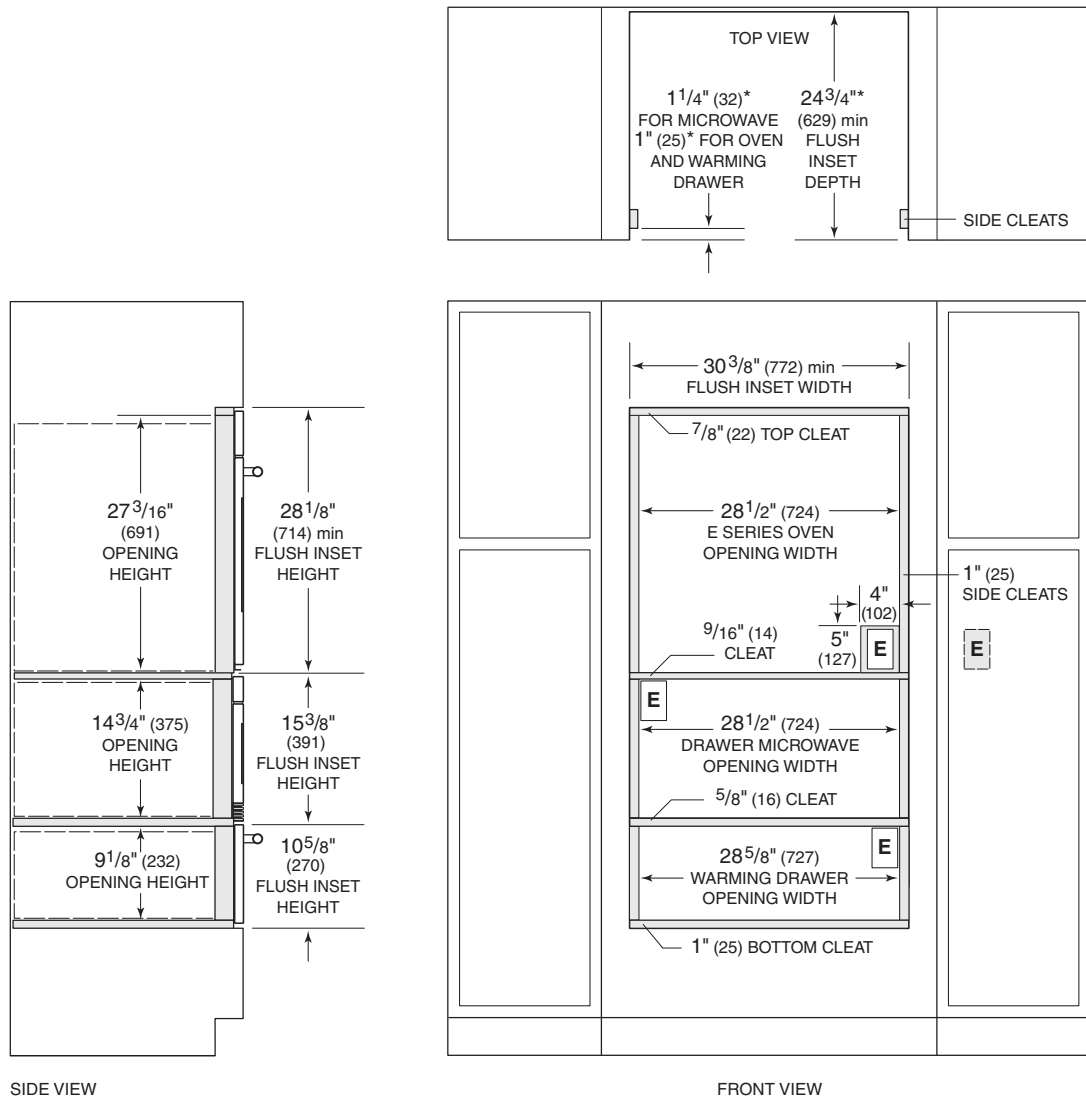 TOP VIEW
1 1/4" (32)*
FOR MICROWAVE
1" (25)* FOR OVEN
AND WARMING
DRAWER
24 3/4"*
(629) min
FLUSH
INSET
DEPTH
SIDE CLEATS
27 3/16"
(691)
OPENING
HEIGHT
28 1/8"
(714) min
FLUSH INSET
HEIGHT
14 3/4" (375)
OPENING
HEIGHT
15 3/8"
(391)
FLUSH INSET
HEIGHT
9 1/8" (232)
OPENING HEIGHT
10 5/8"
(270)
FLUSH INSET
HEIGHT
SIDE VIEW
30 3/8" (772) min
FLUSH INSET WIDTH
7/8" (22) TOP CLEAT
28 1/2" (724)
E SERIES OVEN
OPENING WIDTH
1" (25)
SIDE CLEATS
4"
(102)
9/16" (14)
CLEAT
5"
(127)
E
E
E
28 1/2" (724)
DRAWER MICROWAVE
OPENING WIDTH
5/8" (16) CLEAT
E
28 5/8" (727)
WARMING DRAWER
OPENING WIDTH
1" (25) BOTTOM CLEAT
FRONT VIEW